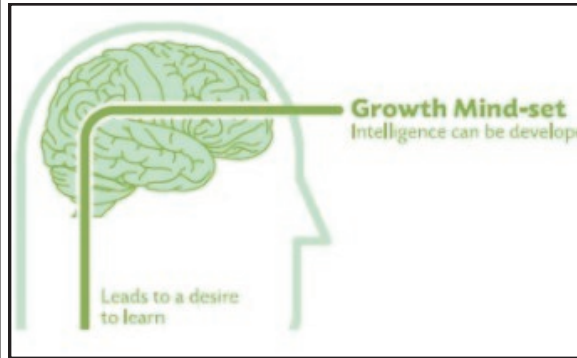 Growth Mind-set
Intelligence can be develop
Leads to a desire
to learn